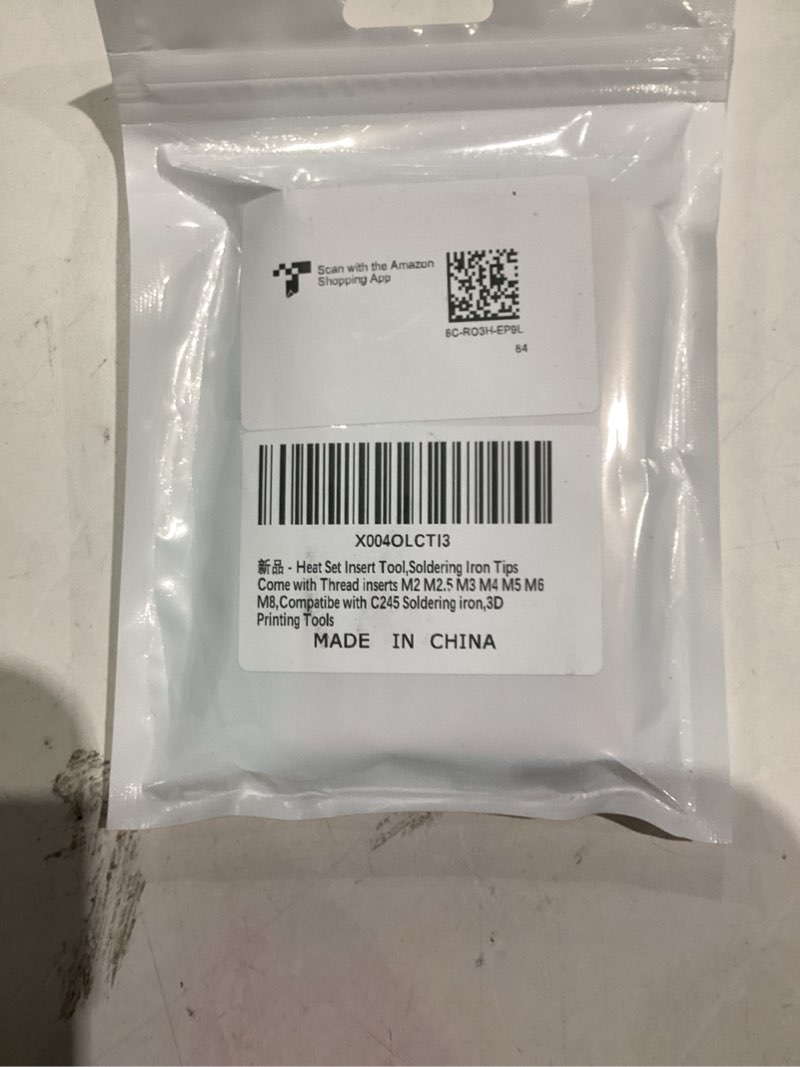 Scan with the Amazon
Shopping App
8C-RO3H-EP9L
64
X004OLCTI3
新品 - Heat Set Insert Tool,Soldering Iron Tips
Come with Thread inserts M2 M2.5 M3 M4 M5 M6
M8,Compatibe with C245 Soldering iron,3D
Printing Tools
MADE IN CHINA